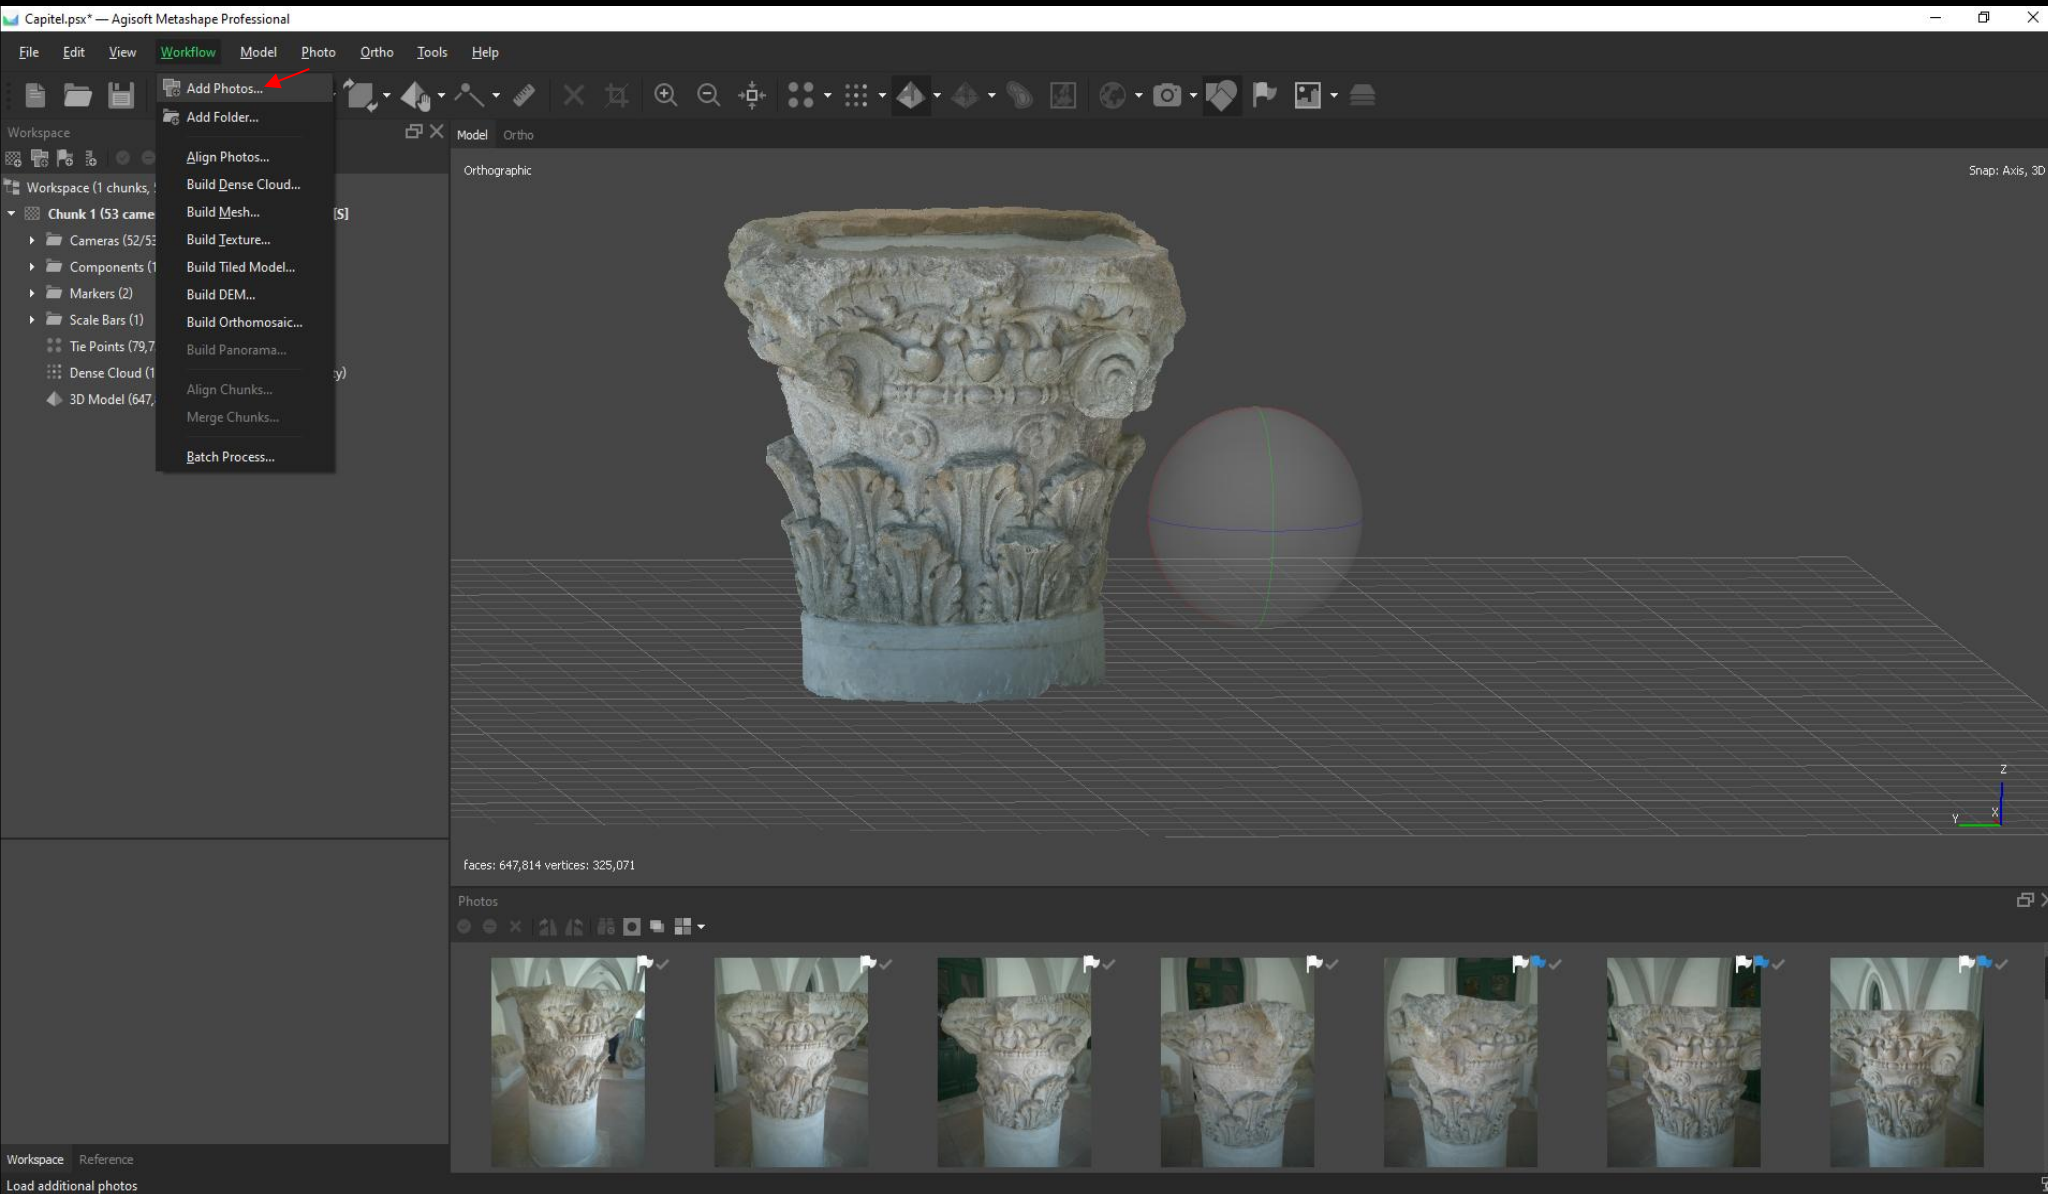 Capitel.psx* — Agisoft Metashape Professional
File Edit View Workflow Model Photo Ortho Tools Help
Add Photos...
Add Folder...
Align Photos...
Build Dense Cloud...
Build Mesh...
Build Texture...
Build Tiled Model...
Build DEM...
Build Orthomosaic...
Build Panorama...
Align Chunks...
Merge Chunks...
Batch Process...
Workspace
Workspace (1 chunks,
Chunk 1 (53 came [S]
Cameras (52/53
Components (1
Markers (2)
Scale Bars (1)
Tie Points (79,7
Dense Cloud (1 cy)
3D Model (647,
Model Ortho
Orthographic
Snap: Axis, 3D
Z
X
Y
faces: 647,814 vertices: 325,071
Photos
Workspace Reference
Load additional photos